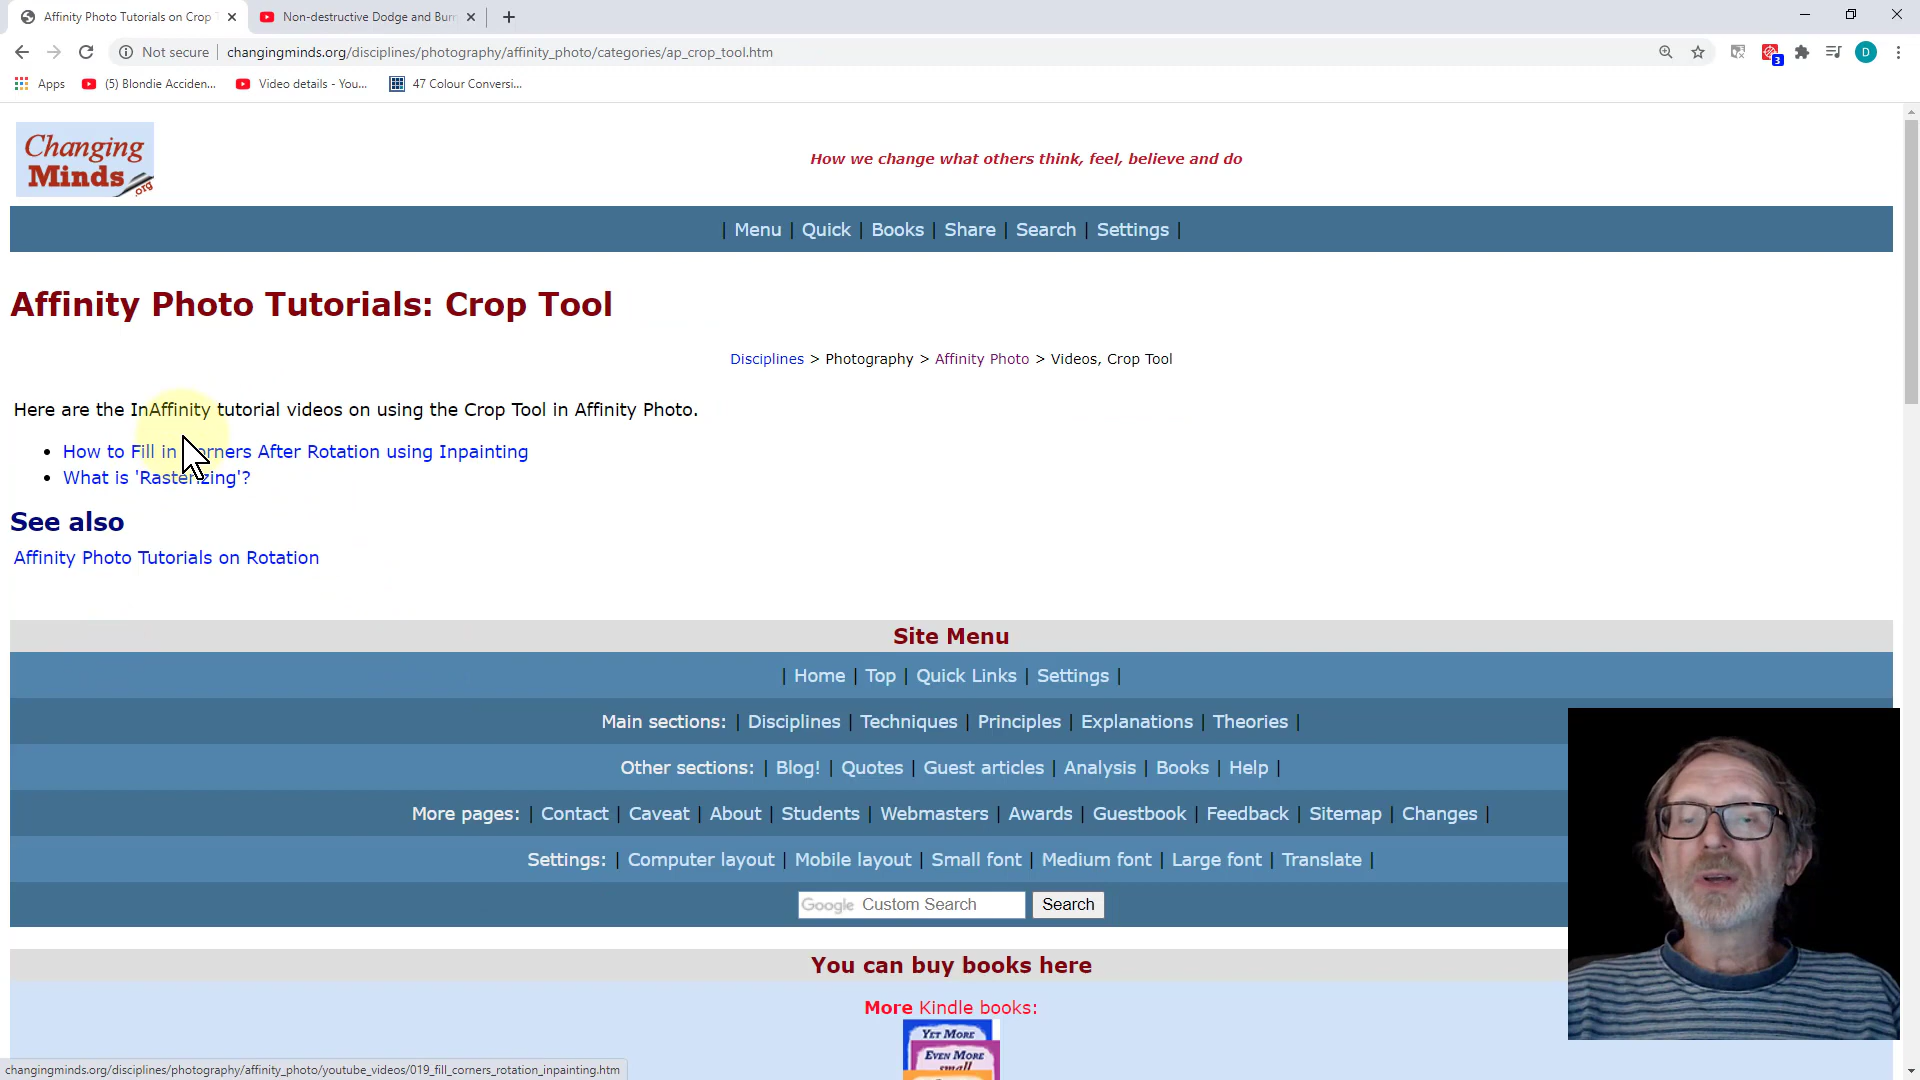 Affinity Photo Tutorials on Crop
Non-destructive Dodge and Burn
Not secure
changingminds.org/disciplines/photography/affinity_photo/categories/ap_crop_tool.htm
3
D
Apps
(5) Blondie Acciden...
Video details - You...
47 Colour Conversi...
Changing
Minds
.org
How we change what others think, feel, believe and do
| Menu | Quick | Books | Share | Search | Settings |
Affinity Photo Tutorials: Crop Tool
Disciplines > Photography > Affinity Photo > Videos, Crop Tool
Here are the InAffinity tutorial videos on using the Crop Tool in Affinity Photo.
• How to Fill in Corners After Rotation using Inpainting
• What is 'Rasterizing'?
See also
Affinity Photo Tutorials on Rotation
Site Menu
| Home | Top | Quick Links | Settings |
Main sections: | Disciplines | Techniques | Principles | Explanations | Theories |
Other sections: | Blog! | Quotes | Guest articles | Analysis | Books | Help |
More pages: | Contact | Caveat | About | Students | Webmasters | Awards | Guestbook | Feedback | Sitemap | Changes |
Settings: | Computer layout | Mobile layout | Small font | Medium font | Large font | Translate |
Google Custom Search Search
You can buy books here
More Kindle books:
YET MORE
EVEN MORE
small
changingminds.org/disciplines/photography/affinity_photo/youtube_videos/019_fill_corners_rotation_inpainting.htm